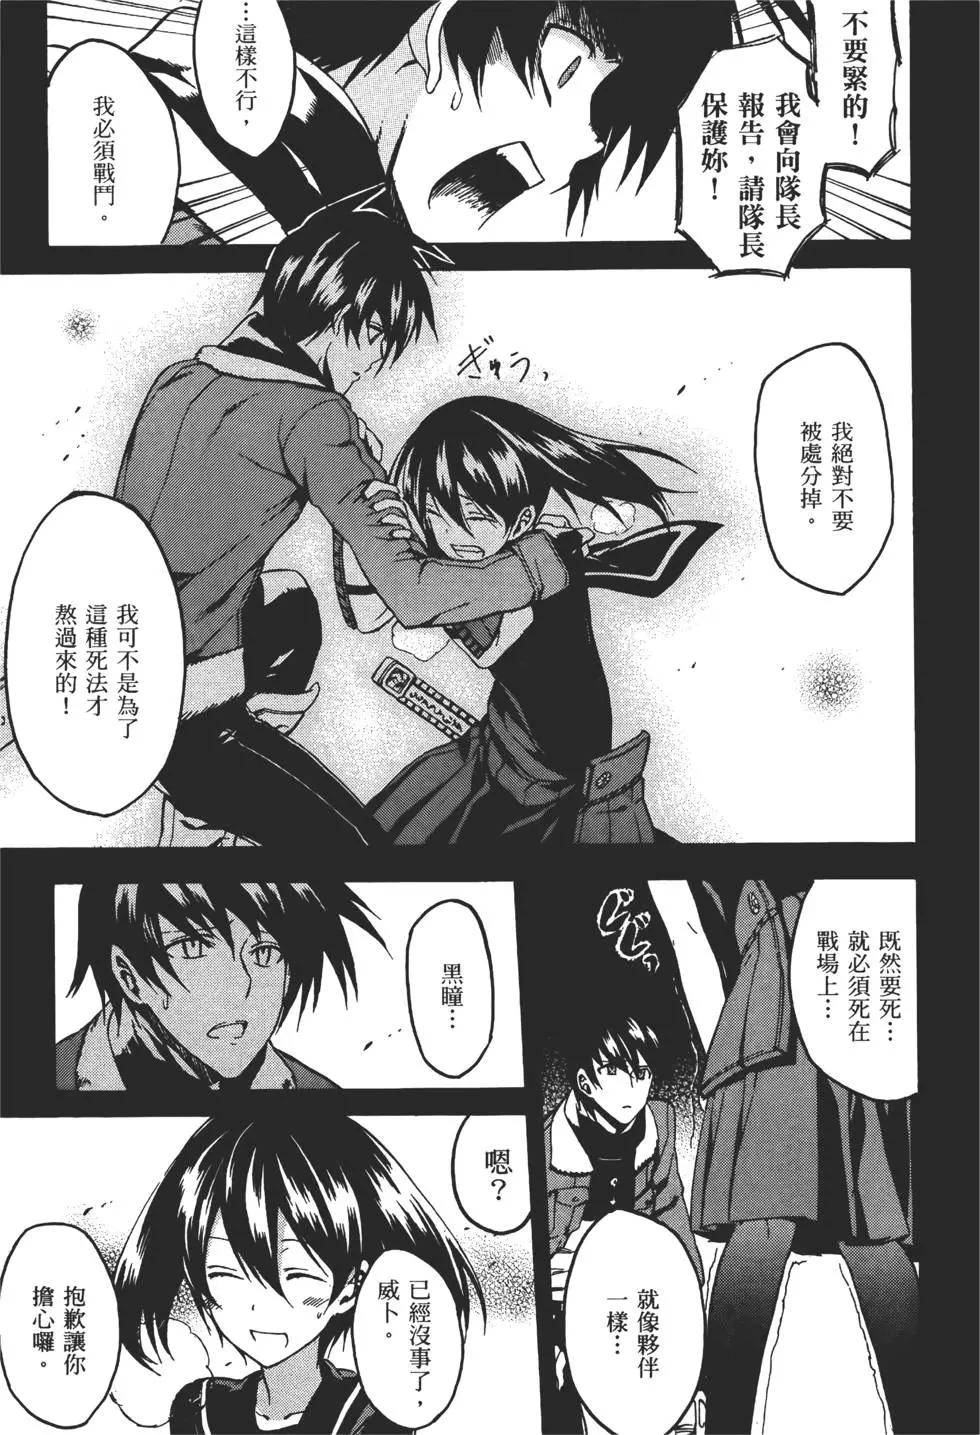 不要緊的！
我會向隊長
報告，請隊長
保護妳！
…這樣不行，
我必須戰鬥。
ぎゅうっ
我絕對不要
被處分掉。
我可不是為了
這種死法才
熬過來的！
既然要死…
就必須死在
戰場上…
就像夥伴
一樣…
黑瞳…
嗯？
已經沒事了，
威卜。
抱歉讓你
擔心囉。